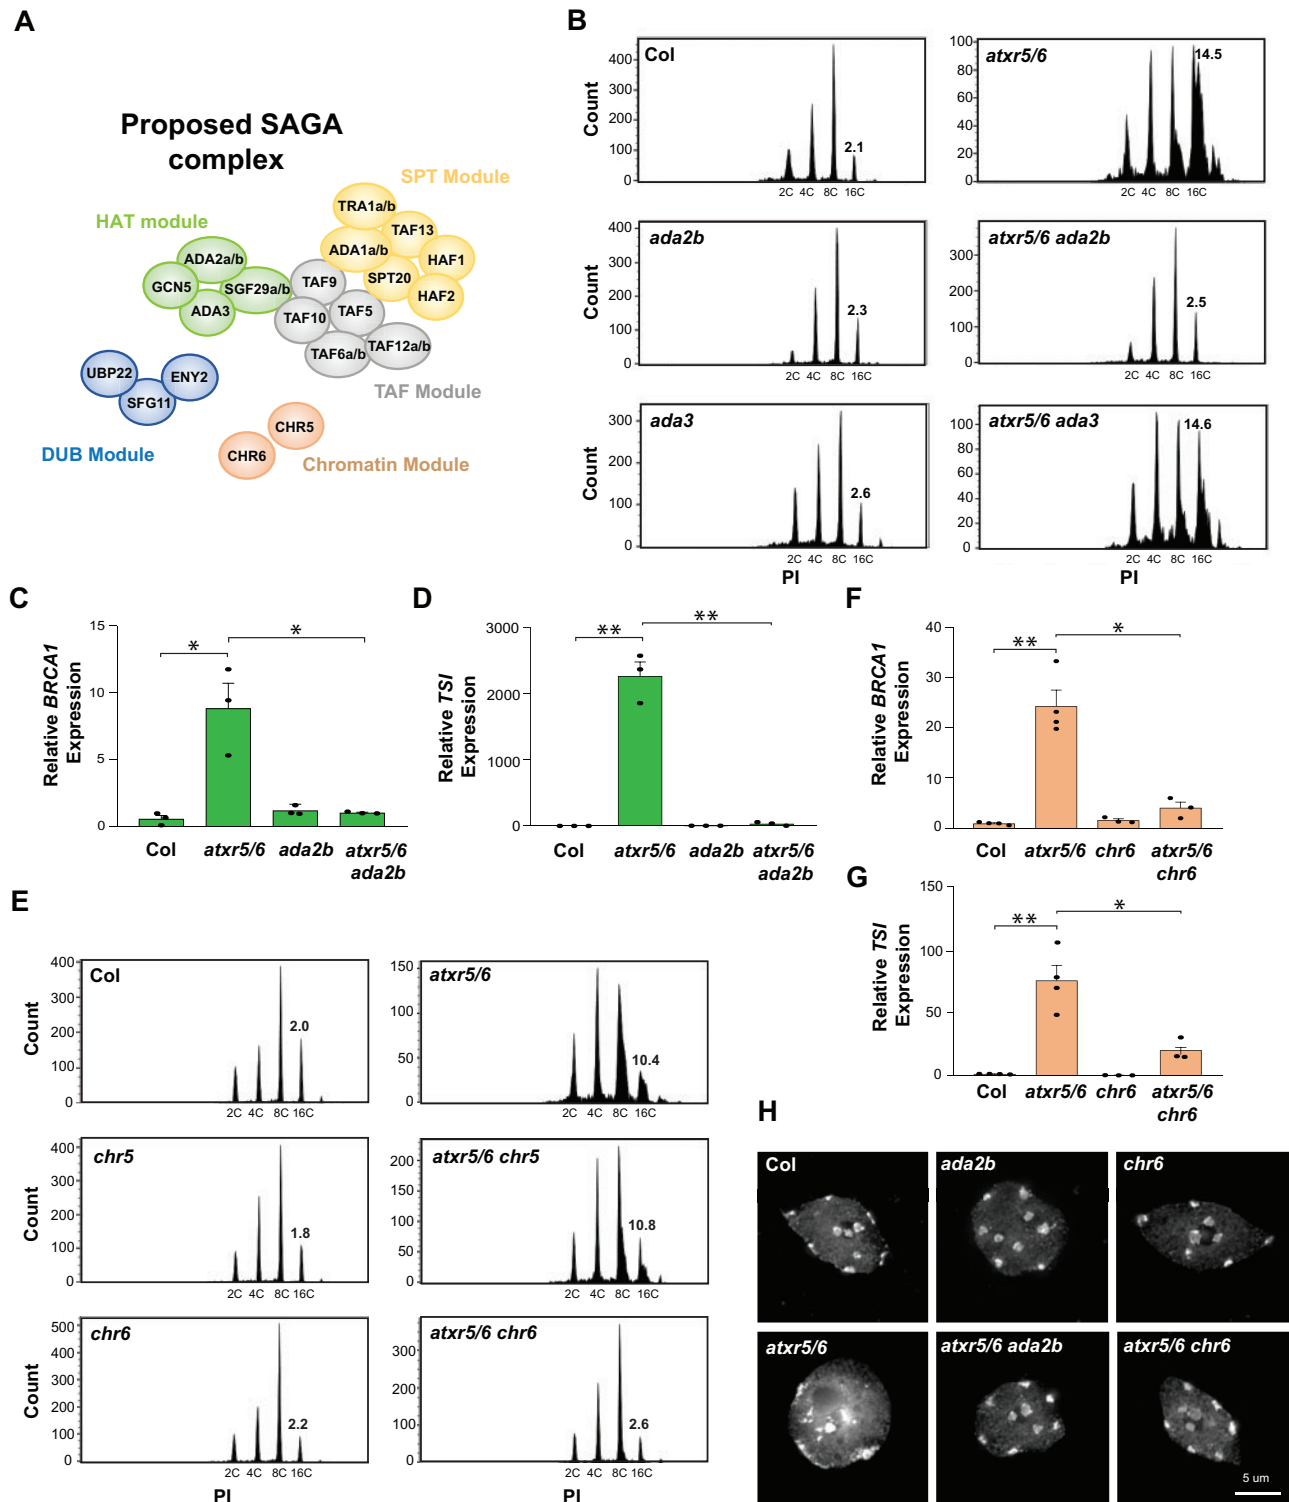 A
Proposed SAGA
complex
SPT Module
HAT module
TRA1a/b
TAF13
ADA1a/b
HAF1
SPT20
HAF2
ADA2a/b
GCN5
SGF29a/b
ADA3
TAF9
TAF10
TAF5
TAF6a/b
TAF12a/b
TAF Module
UBP22
ENY2
SFG11
DUB Module
CHR5
CHR6
Chromatin Module
B
Col
Count
400
300
200
100
0
2.1
2C 4C 8C 16C
atxr5/6
100
80
60
40
20
0
14.5
2C 4C 8C 16C
ada2b
400
300
200
100
0
2.3
2C 4C 8C 16C
atxr5/6 ada2b
400
300
200
100
0
2.5
2C 4C 8C 16C
ada3
Count
300
200
100
0
2.6
2C 4C 8C 16C
PI
atxr5/6 ada3
100
80
60
40
20
0
14.6
2C 4C 8C 16C
PI
C
Relative BRCA1
Expression
15
10
5
0
*
*
Col atxr5/6 ada2b atxr5/6
ada2b
D
Relative TSI
Expression
3000
2000
1000
0
**
**
Col atxr5/6 ada2b atxr5/6
ada2b
F
Relative BRCA1
Expression
40
30
20
10
0
**
*
Col atxr5/6 chr6 atxr5/6
chr6
G
Relative TSI
Expression
150
100
50
0
**
*
Col atxr5/6 chr6 atxr5/6
chr6
E
Col
Count
400
300
200
100
0
2.0
2C 4C 8C 16C
atxr5/6
150
100
50
0
10.4
2C 4C 8C 16C
chr5
Count
400
300
200
100
0
1.8
2C 4C 8C 16C
atxr5/6 chr5
200
150
100
50
0
10.8
2C 4C 8C 16C
chr6
Count
500
400
300
200
100
0
2.2
2C 4C 8C 16C
PI
atxr5/6 chr6
300
200
100
0
2.6
2C 4C 8C 16C
PI
H
Col
ada2b
chr6
atxr5/6
atxr5/6 ada2b
atxr5/6 chr6
5 um